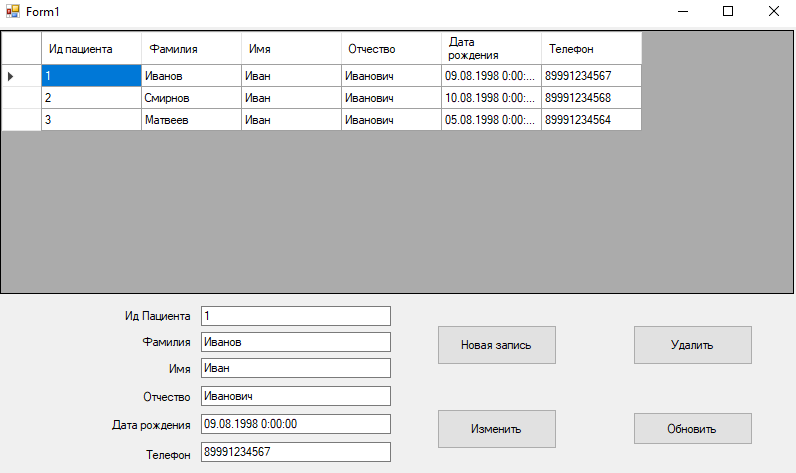 Form1
Ид пациента Фамилия Имя Отчество Дата рождения Телефон
1 Иванов Иван Иванович 09.08.1998 0:00:... 89991234567
2 Смирнов Иван Иванович 10.08.1998 0:00:... 89991234568
3 Матвеев Иван Иванович 05.08.1998 0:00:... 89991234564
Ид Пациента 1
Фамилия Иванов
Имя Иван
Отчество Иванович
Дата рождения 09.08.1998 0:00:00
Телефон 89991234567
Новая запись Удалить
Изменить Обновить